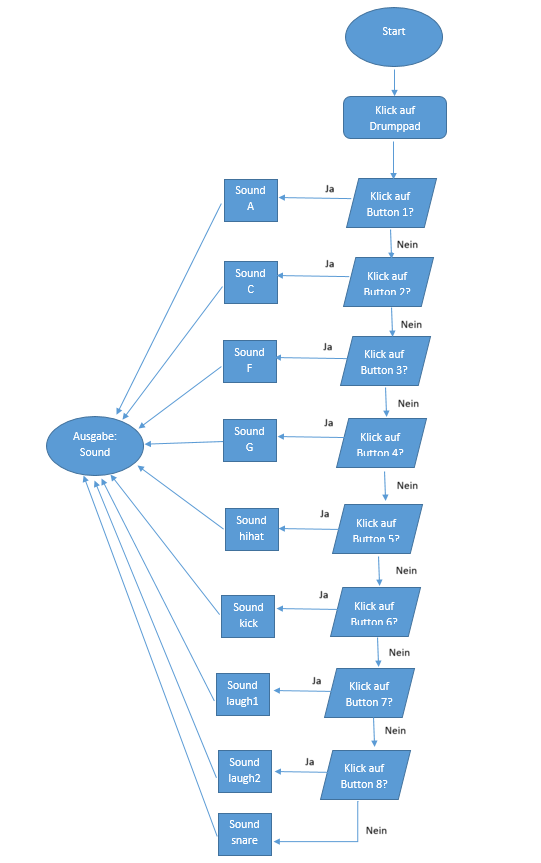 Start
Klick auf
Drumppad
Sound
A
Ja
Klick auf
Button 1?
Nein
Sound
C
Ja
Klick auf
Button 2?
Nein
Sound
F
Ja
Klick auf
Button 3?
Nein
Ausgabe:
Sound
Sound
G
Ja
Klick auf
Button 4?
Nein
Sound
hihat
Ja
Klick auf
Button 5?
Nein
Sound
kick
Ja
Klick auf
Button 6?
Nein
Sound
laugh1
Ja
Klick auf
Button 7?
Nein
Sound
laugh2
Ja
Klick auf
Button 8?
Nein
Sound
snare